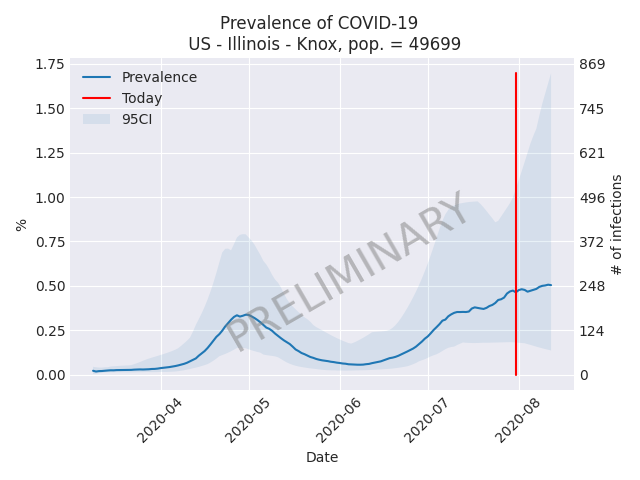 Prevalence of COVID-19
US - Illinois - Knox, pop. = 49699
1.75
1.50
1.25
1.00
0.75
0.50
0.25
0.00
%
869
745
621
496
372
248
124
0
# of infections
Prevalence
Today
95CI
PRELIMINARY
2020-04
2020-05
2020-06
2020-07
2020-08
Date